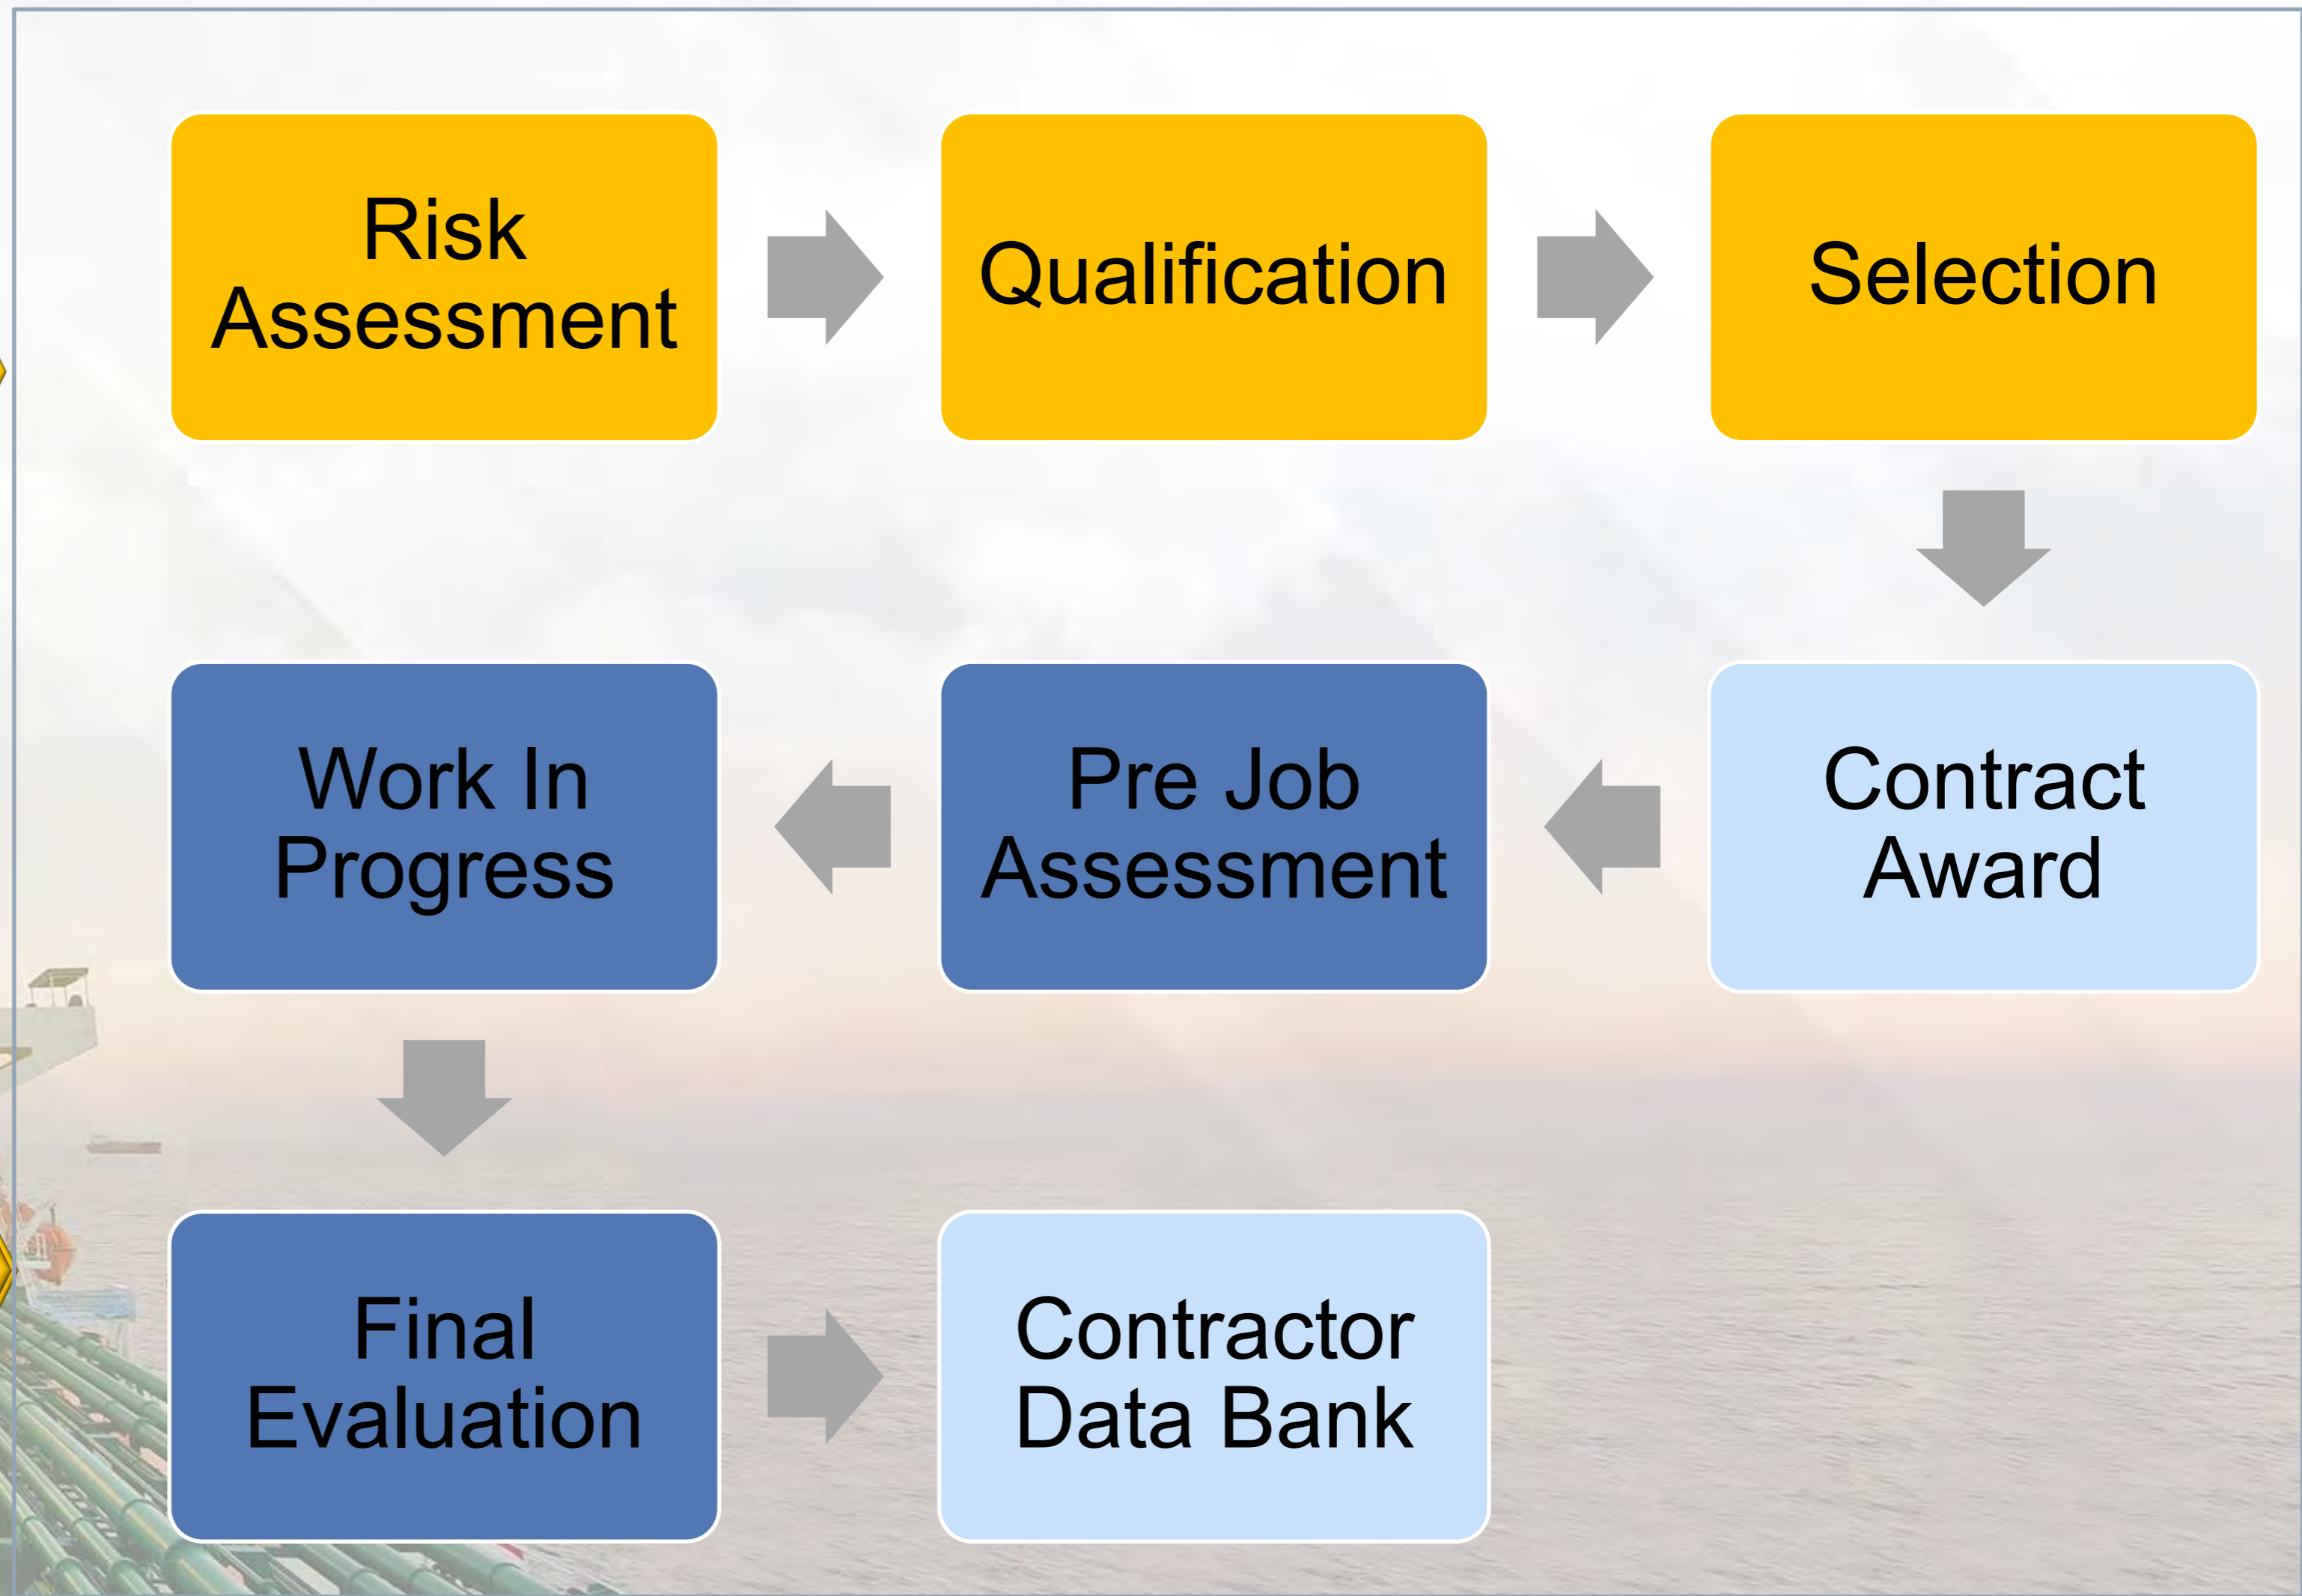 Risk
Assessment
Qualification
Selection
Work In
Progress
Pre Job
Assessment
Contract
Award
Final
Evaluation
Contractor
Data Bank